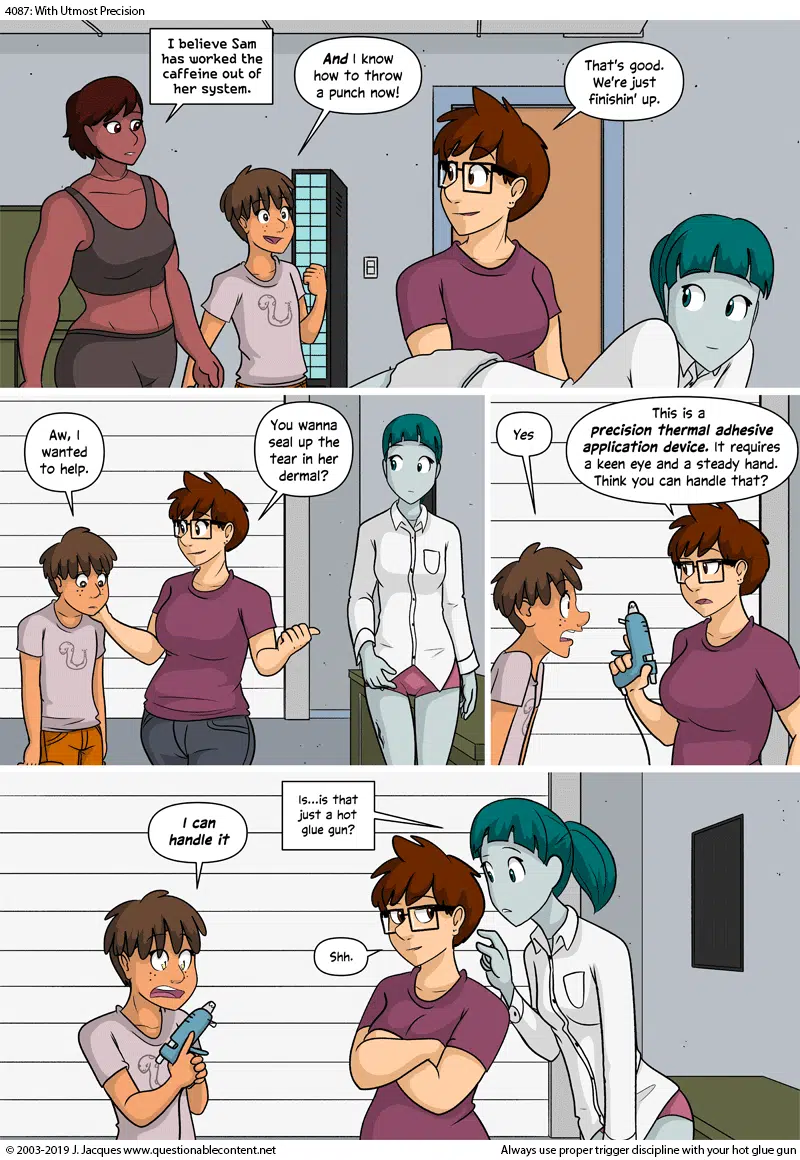 4087: With Utmost Precision
I believe Sam
has worked the
caffeine out of
her system.
And I know
how to throw
a punch now!
That's good.
We're just
finishin' up.
Aw, I
wanted
to help.
You wanna
seal up the
tear in her
dermal?
Yes
This is a
precision thermal adhesive
application device. It requires
a keen eye and a steady hand.
Think you can handle that?
I can
handle it
Is...is that
just a hot
glue gun?
Shh.
© 2003-2019 J. Jacques www.questionablecontent.net
Always use proper trigger discipline with your hot glue gun